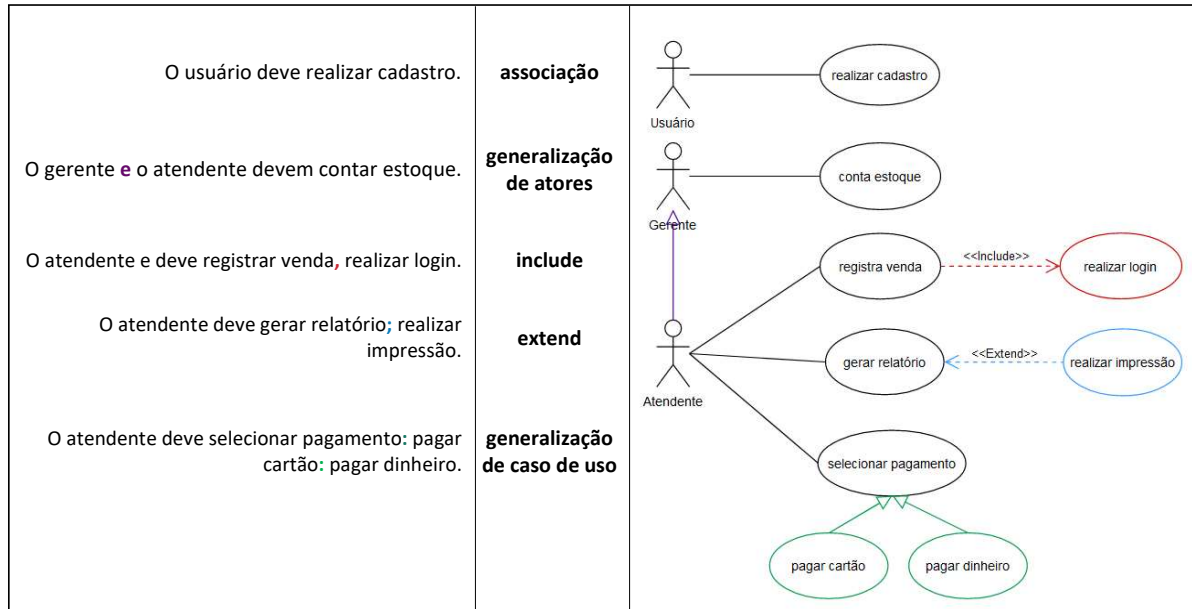 O usuário deve realizar cadastro.
associação
realizar cadastro
Usuário
O gerente e o atendente devem contar estoque.
generalização
de atores
conta estoque
Gerente
O atendente e deve registrar venda, realizar login.
include
registra venda
<<Include>>
realizar login
O atendente deve gerar relatório; realizar
impressão.
extend
gerar relatório
<<Extend>>
realizar impressão
Atendente
O atendente deve selecionar pagamento: pagar
cartão: pagar dinheiro.
generalização
de caso de uso
selecionar pagamento
pagar cartão
pagar dinheiro